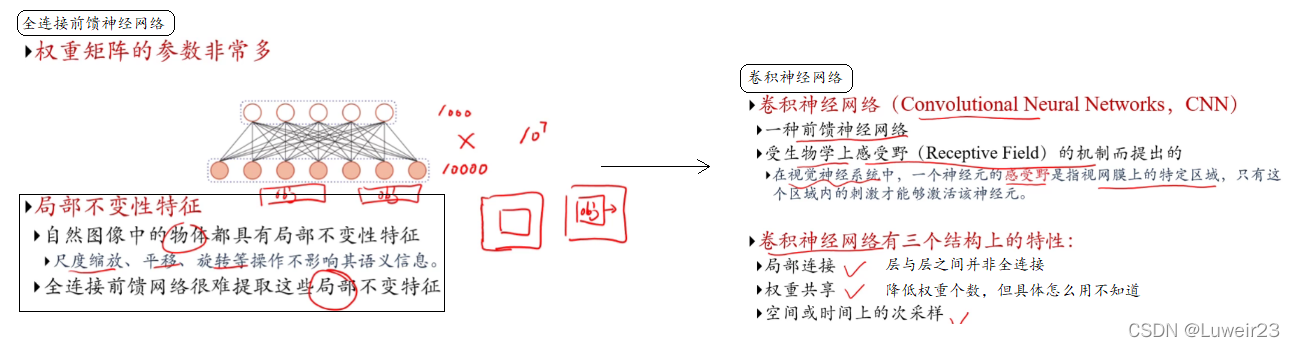 全连接前馈神经网络
权重矩阵的参数非常多
1000
×
10⁷
10000
obj
obj
obj
局部不变性特征
自然图像中的物体都具有局部不变性特征
尺度缩放、平移、旋转等操作不影响其语义信息。
全连接前馈网络很难提取这些局部不变特征
卷积神经网络
卷积神经网络（Convolutional Neural Networks，CNN）
一种前馈神经网络
受生物学上感受野（Receptive Field）的机制而提出的
在视觉神经系统中，一个神经元的感受野是指视网膜上的特定区域，只有这
个区域内的刺激才能够激活该神经元。
卷积神经网络有三个结构上的特性：
局部连接 层与层之间并非全连接
权重共享 降低权重个数，但具体怎么用不知道
空间或时间上的次采样
CSDN @Luweir23